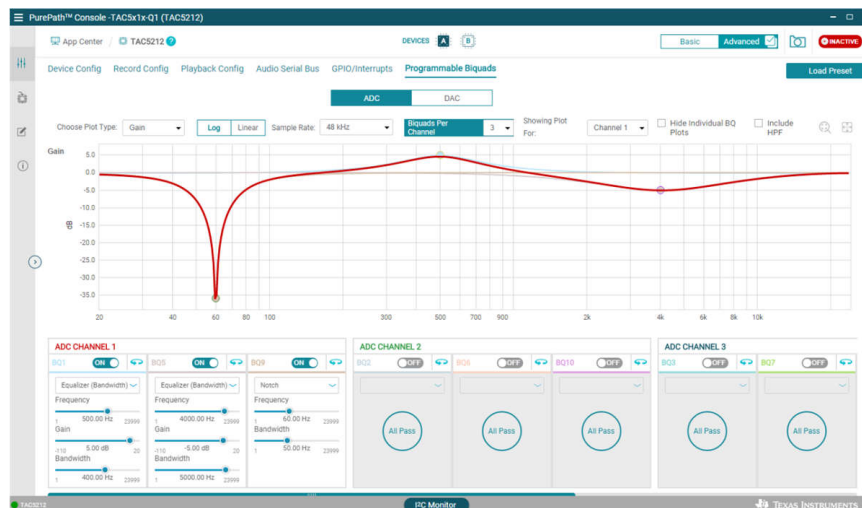 PurePath™ Console -TAC5x1x-Q1 (TAC5212)
App Center / TAC5212 ?
DEVICES A B
Basic Advanced
INACTIVE
Device Config Record Config Playback Config Audio Serial Bus GPIO/Interrupts Programmable Biquads
Load Preset
ADC DAC
Choose Plot Type: Gain Log Linear Sample Rate: 48 kHz Biquads Per Channel 3 Showing Plot For: Channel 1 Hide Individual BQ Plots Include HPF
Gain
dB
5.0
0.0
-5.0
-10.0
-15.0
-20.0
-25.0
-30.0
-35.0
20 40 60 80 100 300 500 700 900 2k 4k 6k 8k 10k
ADC CHANNEL 1
BQ1 ON BQ5 ON BQ9 ON
Equalizer (Bandwidth) Equalizer (Bandwidth) Notch
Frequency Frequency Frequency
1 500.00 Hz 23999 1 4000.00 Hz 23999 1 60.00 Hz 23999
Gain Gain Bandwidth
-110 5.00 dB 20 -110 -5.00 dB 20 1 50.00 Hz 23999
Bandwidth Bandwidth
1 400.00 Hz 23999 1 5000.00 Hz 23999
ADC CHANNEL 2
BQ2 OFF BQ6 OFF BQ10 OFF
All Pass All Pass All Pass
ADC CHANNEL 3
BQ3 OFF BQ7 OFF
All Pass All Pass
TAC5212
I2C Monitor
TEXAS INSTRUMENTS